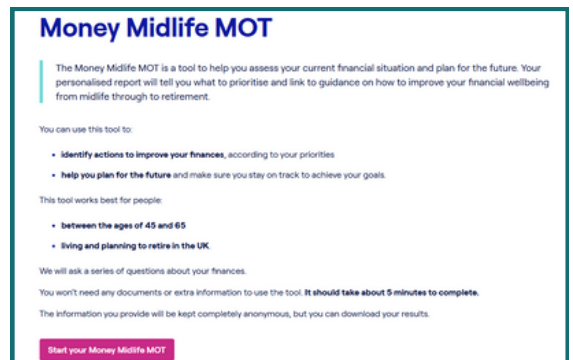 Money Midlife MOT
The Money Midlife MOT is a tool to help you assess your current financial situation and plan for the future. Your
personalised report will tell you what to prioritise and link to guidance on how to improve your financial wellbeing
from midlife through to retirement.
You can use this tool to:
• identify actions to improve your finances, according to your priorities
• help you plan for the future and make sure you stay on track to achieve your goals.
This tool works best for people:
• between the ages of 45 and 65
• living and planning to retire in the UK.
We will ask a series of questions about your finances.
You won't need any documents or extra information to use the tool. It should take about 5 minutes to complete.
The information you provide will be kept completely anonymous, but you can download your results.
Start your Money Midlife MOT